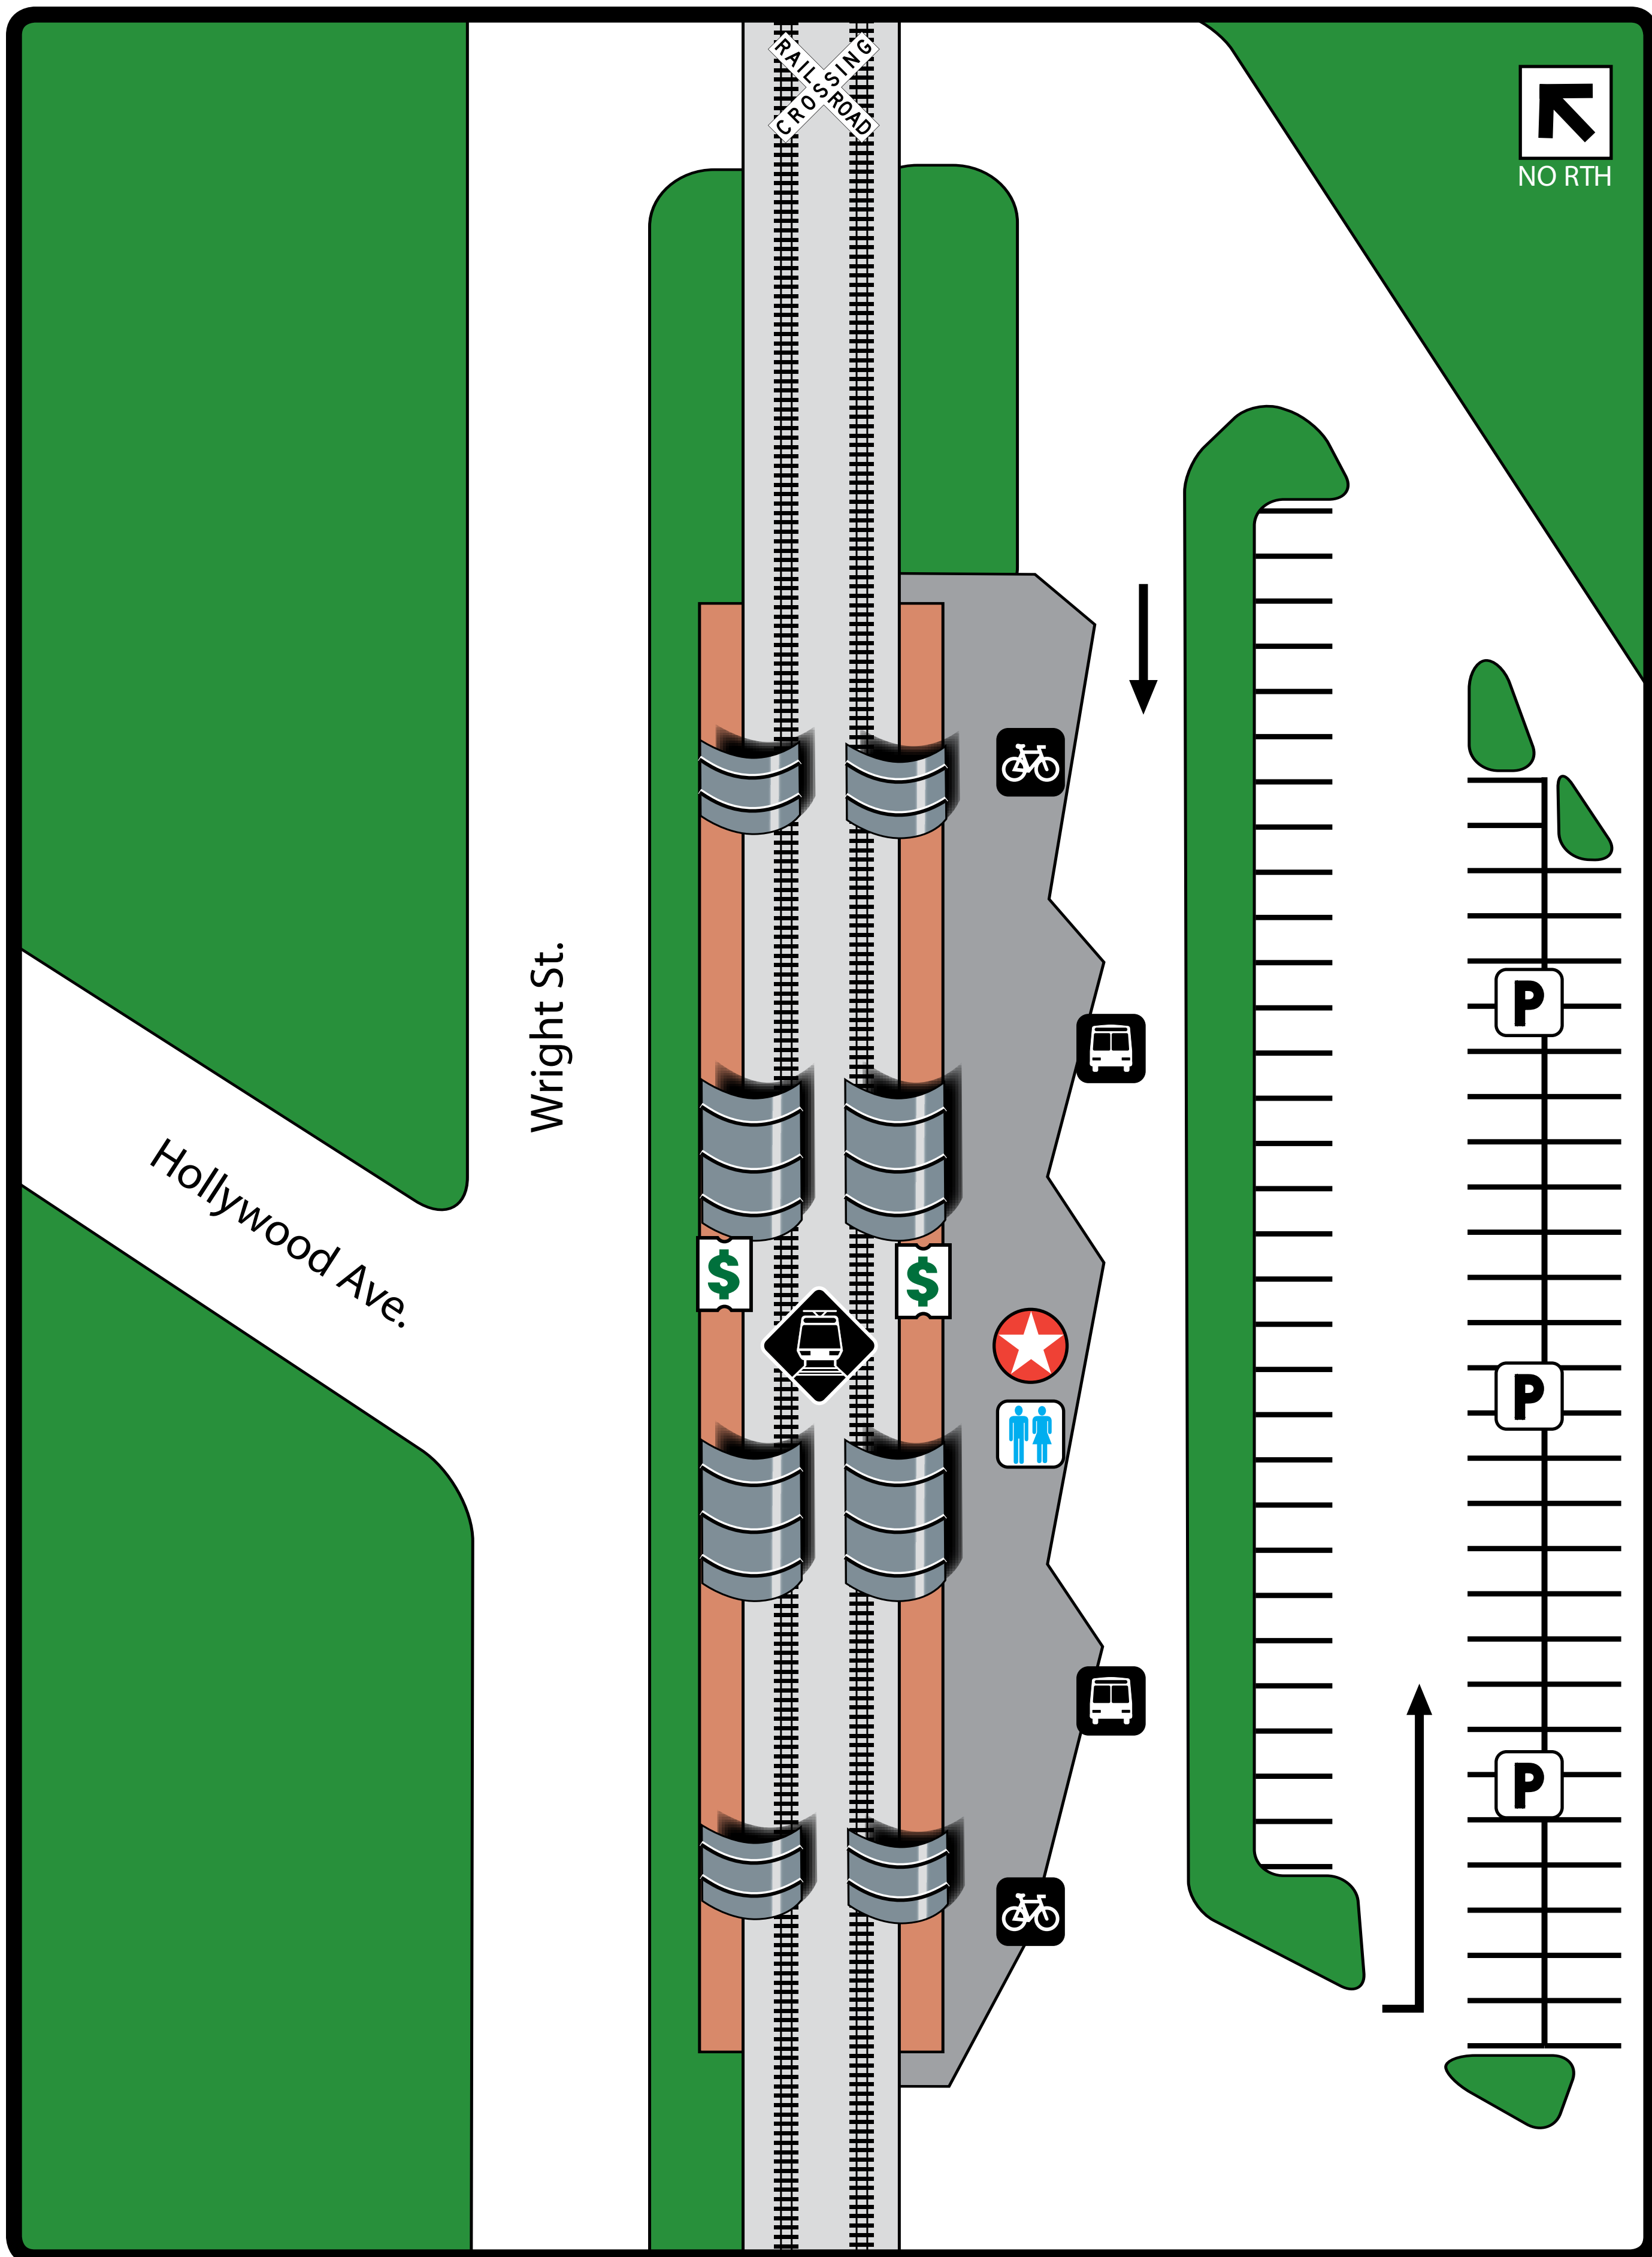 RAILROAD
CROSSING
NO RTH
Wright St.
Hollywood Ave.
P
$
$
P
P